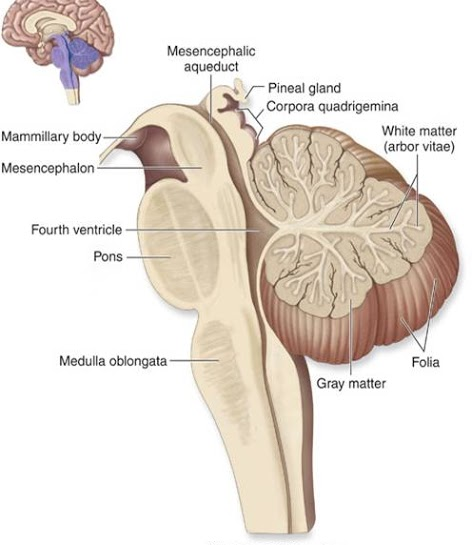 Mesencephalic
aqueduct
Pineal gland
Corpora quadrigemina
White matter
(arbor vitae)
Mammillary body
Mesencephalon
Fourth ventricle
Pons
Medulla oblongata
Folia
Gray matter